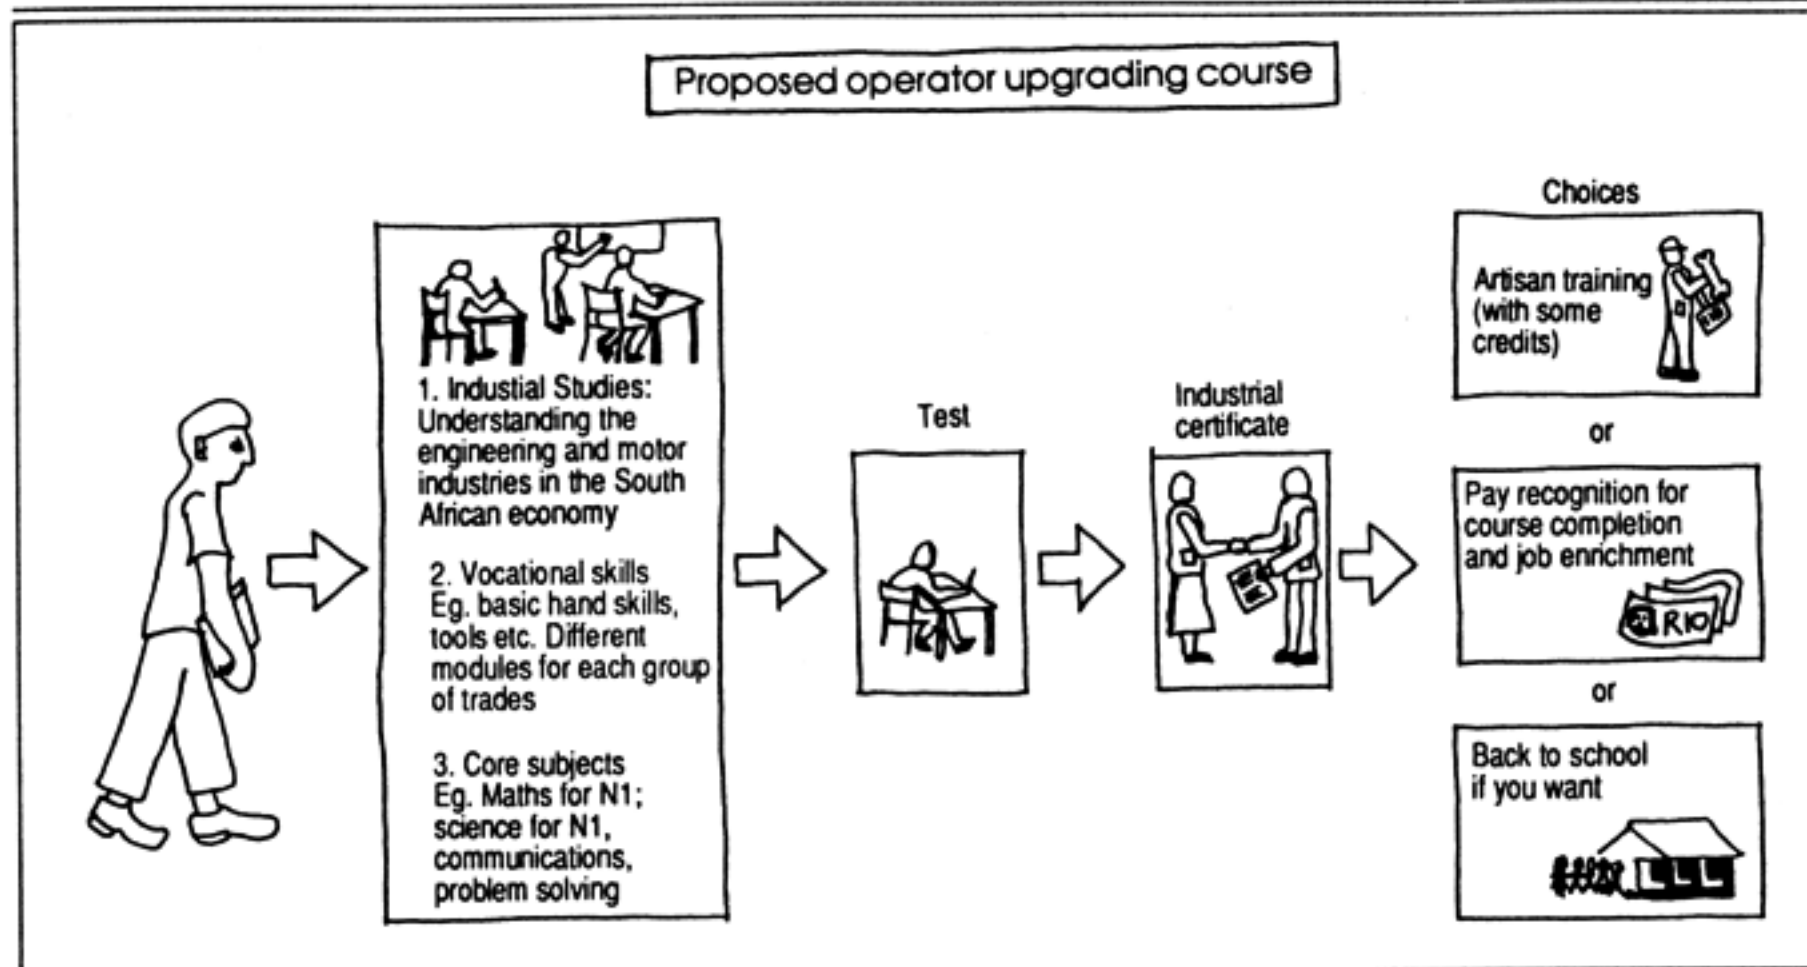 Proposed operator upgrading course
1. Industial Studies:
Understanding the
engineering and motor
industries in the South
African economy
2. Vocational skills
Eg. basic hand skills,
tools etc. Different
modules for each group
of trades
3. Core subjects
Eg. Maths for N1;
science for N1,
communications,
problem solving
Test
Industrial
certificate
Choices
Artisan training
(with some
credits)
or
Pay recognition for
course completion
and job enrichment
R10
or
Back to school
if you want